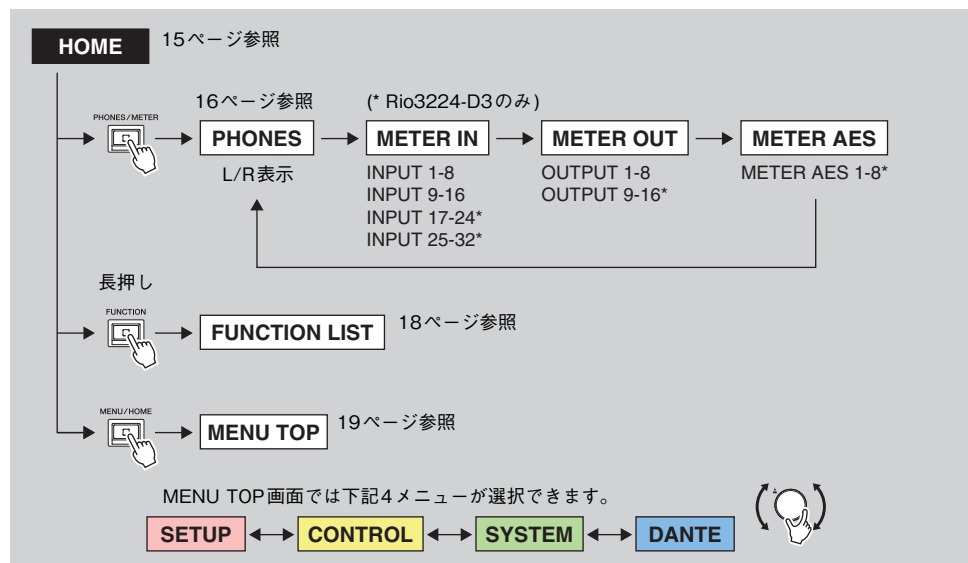 HOME
15ページ参照
16ページ参照
(* Rio3224-D3のみ)
PHONES/METER
PHONES
METER IN
METER OUT
METER AES
L/R表示
INPUT 1-8
INPUT 9-16
INPUT 17-24*
INPUT 25-32*
OUTPUT 1-8
OUTPUT 9-16*
METER AES 1-8*
長押し
FUNCTION
FUNCTION LIST
18ページ参照
MENU/HOME
MENU TOP
19ページ参照
MENU TOP画面では下記4メニューが選択できます。
SETUP
CONTROL
SYSTEM
DANTE